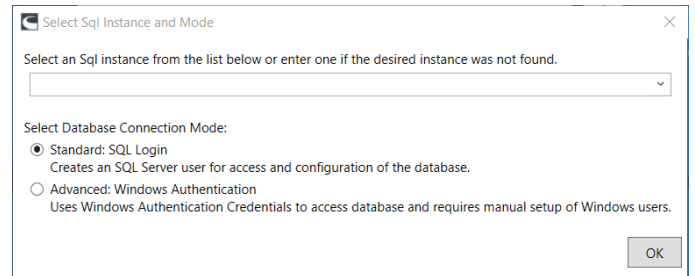 Select Sql Instance and Mode
Select an Sql instance from the list below or enter one if the desired instance was not found.
Select Database Connection Mode:
Standard: SQL Login
Creates an SQL Server user for access and configuration of the database.
Advanced: Windows Authentication
Uses Windows Authentication Credentials to access database and requires manual setup of Windows users.
OK